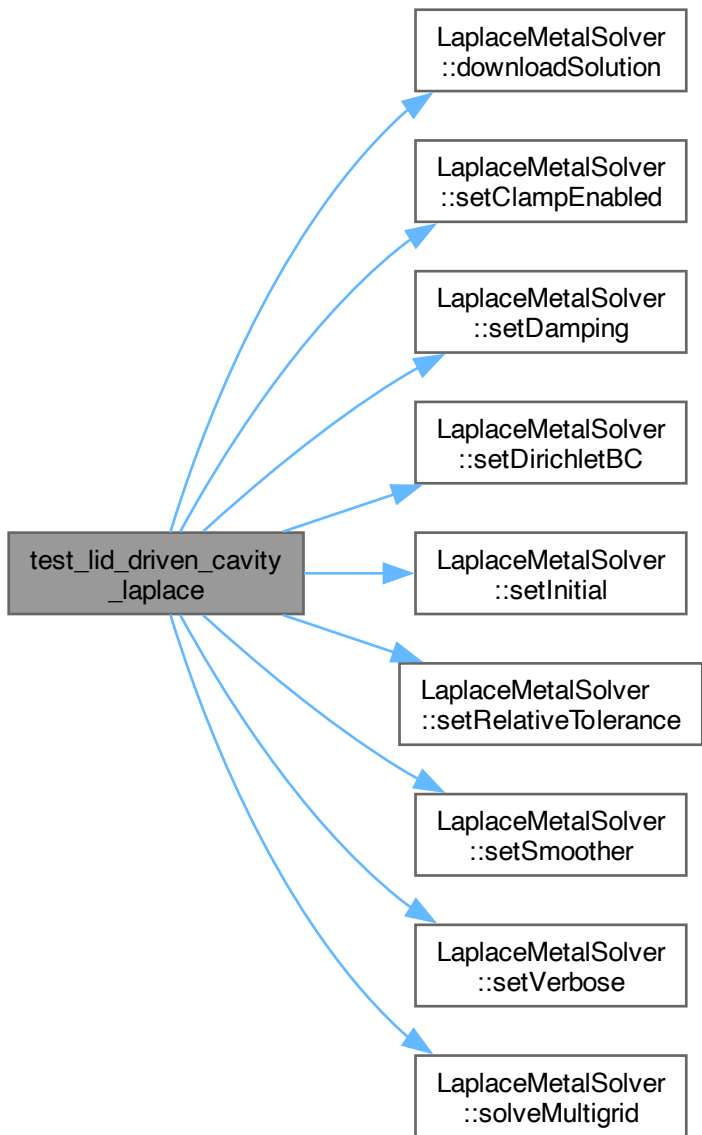 LaplaceMetalSolver
::downloadSolution
LaplaceMetalSolver
::setClampEnabled
LaplaceMetalSolver
::setDamping
LaplaceMetalSolver
::setDirichletBC
test_lid_driven_cavity
_laplace
LaplaceMetalSolver
::setInitial
LaplaceMetalSolver
::setRelativeTolerance
LaplaceMetalSolver
::setSmoother
LaplaceMetalSolver
::setVerbose
LaplaceMetalSolver
::solveMultigrid